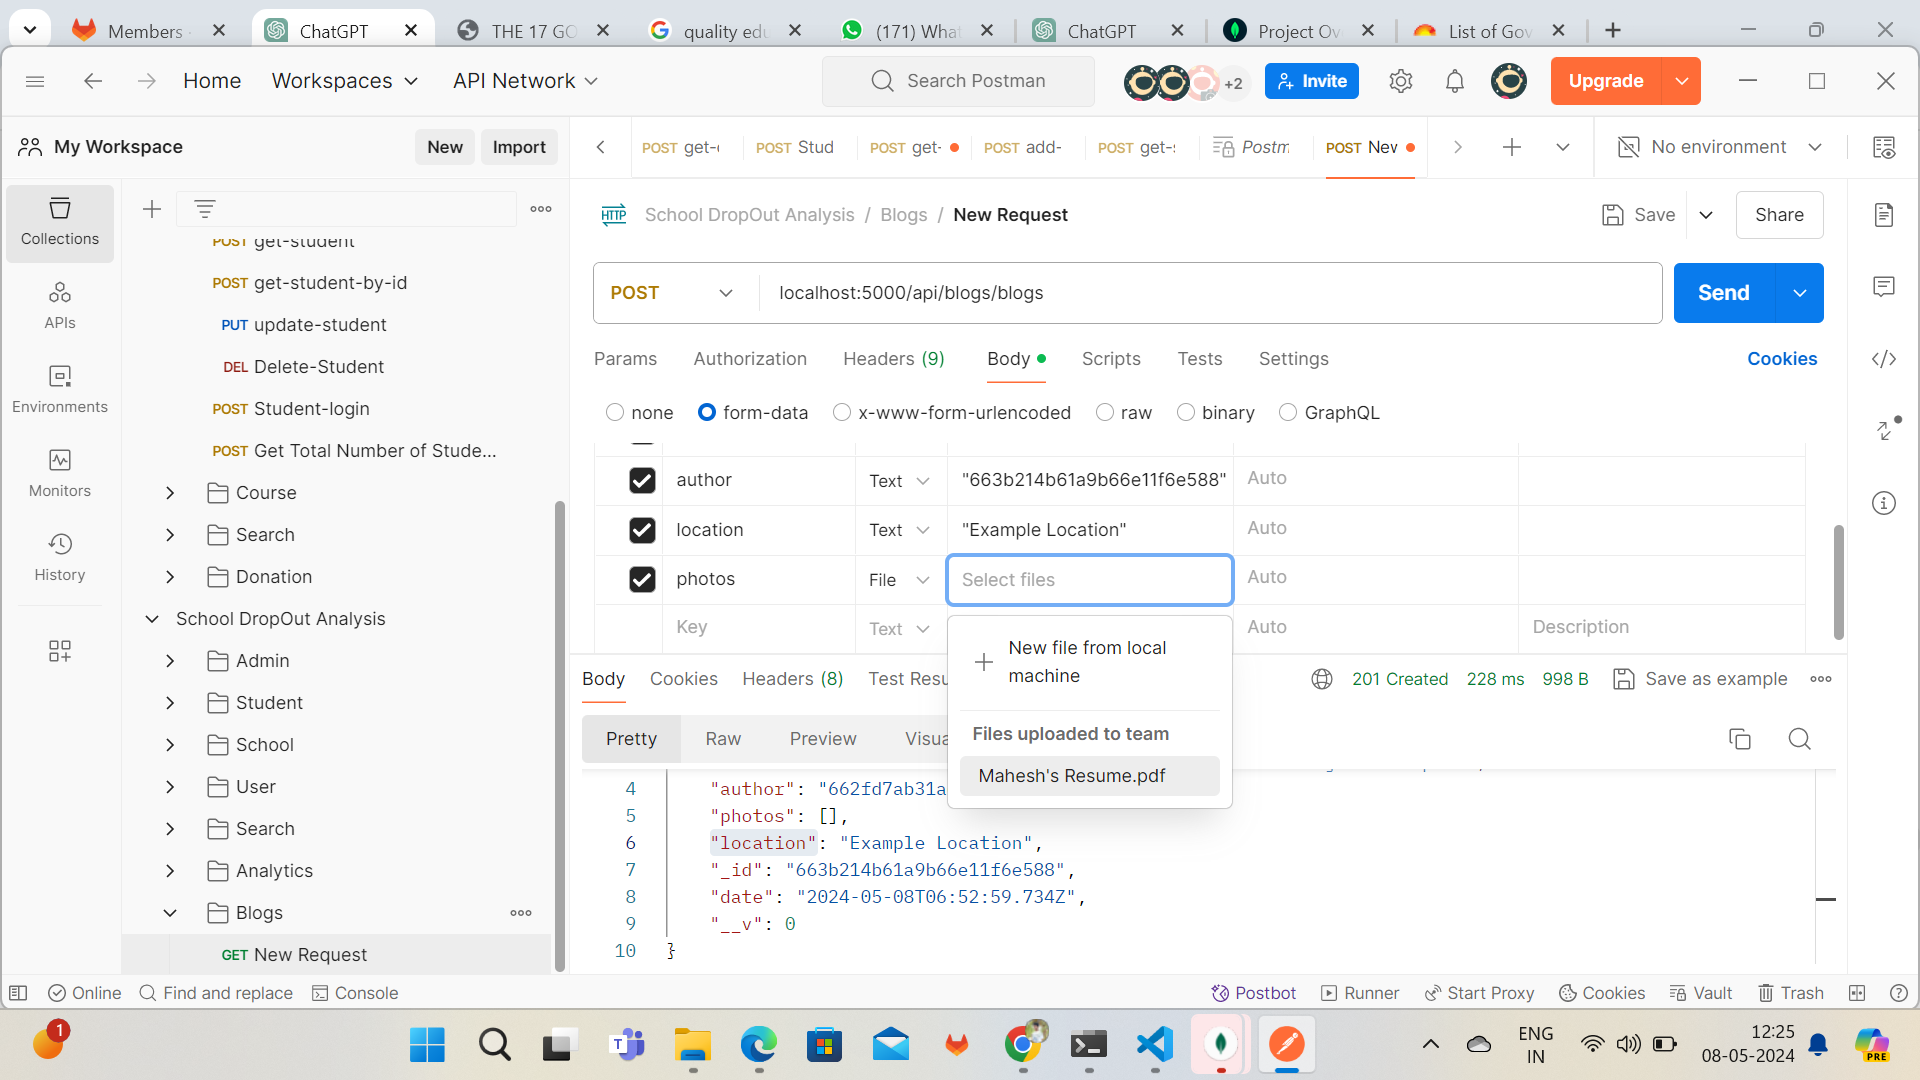 Members
ChatGPT
THE 17 GO
quality edu
(171) What
ChatGPT
Project Ov
List of Gov
Home
Workspaces
API Network
Search Postman
+2
Invite
Upgrade
My Workspace
New
Import
POST get-
POST Stud
POST get-
POST add-
POST get-s
Postm
POST New
No environment
Collections
APIs
Environments
Monitors
History
POST get-student
POST get-student-by-id
PUT update-student
DEL Delete-Student
POST Student-login
POST Get Total Number of Stude...
Course
Search
Donation
School DropOut Analysis
Admin
Student
School
User
Search
Analytics
Blogs
GET New Request
HTTP School DropOut Analysis / Blogs / New Request
Save
Share
POST
localhost:5000/api/blogs/blogs
Send
Params
Authorization
Headers (9)
Body
Scripts
Tests
Settings
Cookies
none
form-data
x-www-form-urlencoded
raw
binary
GraphQL
author Text "663b214b61a9b66e11f6e588" Auto
location Text "Example Location" Auto
photos File Select files Auto
Key Text Auto Description
New file from local
machine
Files uploaded to team
Mahesh's Resume.pdf
Body
Cookies
Headers (8)
Test Resu
201 Created
228 ms
998 B
Save as example
Pretty
Raw
Preview
Visua
4 "author": "662fd7ab31a
5 "photos": [],
6 "location": "Example Location",
7 "_id": "663b214b61a9b66e11f6e588",
8 "date": "2024-05-08T06:52:59.734Z",
9 "__v": 0
10 }
Online
Find and replace
Console
Postbot
Runner
Start Proxy
Cookies
Vault
Trash
1
ENG
IN
12:25
08-05-2024
PRE